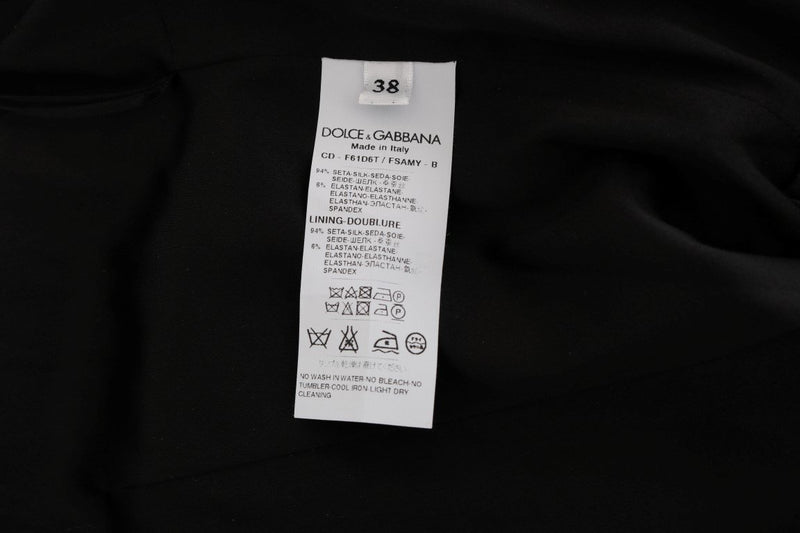 38
DOLCE & GABBANA
Made in Italy
CD - F61D6T / FSAMY - B
94% SETA-SILK-SEDA-SOIE-
SEIDE-ШЕЛК-
6% ELASTAN-ELASTANE-
ELASTANO-ELASTHANNE-
ELASTHAN-ЭЛАСТАН-
SPANDEX
LINING-DOUBLURE
94% SETA-SILK-SEDA-SOIE-
SEIDE-ШЕЛК-
6% ELASTAN-ELASTANE-
ELASTANO-ELASTHANNE-
ELASTHAN-ЭЛАСТАН-
SPANDEX
P
P
NO WASH IN WATER-NO BLEACH-NO
TUMBLER-COOL IRON-LIGHT DRY
CLEANING